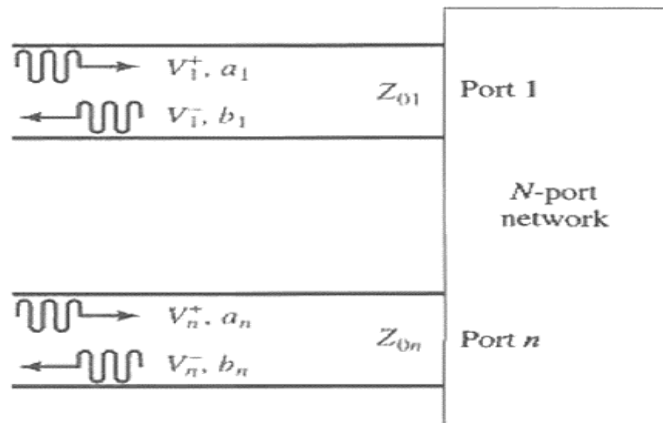 V₁⁺, a₁
Z₀₁ Port 1
V₁⁻, b₁
N-port
network
Vₙ⁺, aₙ
Z₀ₙ Port n
Vₙ⁻, bₙ